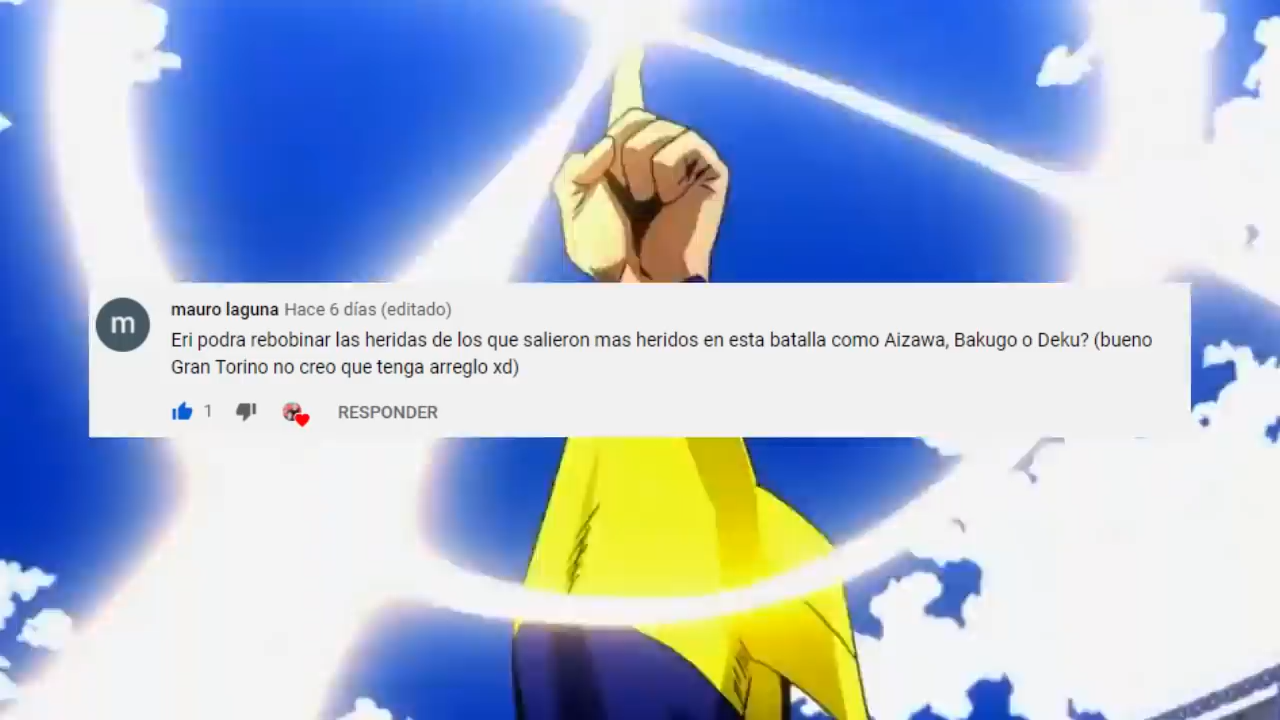 m
mauro laguna Hace 6 días (editado)
Eri podra rebobinar las heridas de los que salieron mas heridos en esta batalla como Aizawa, Bakugo o Deku? (bueno
Gran Torino no creo que tenga arreglo xd)
1 RESPONDER